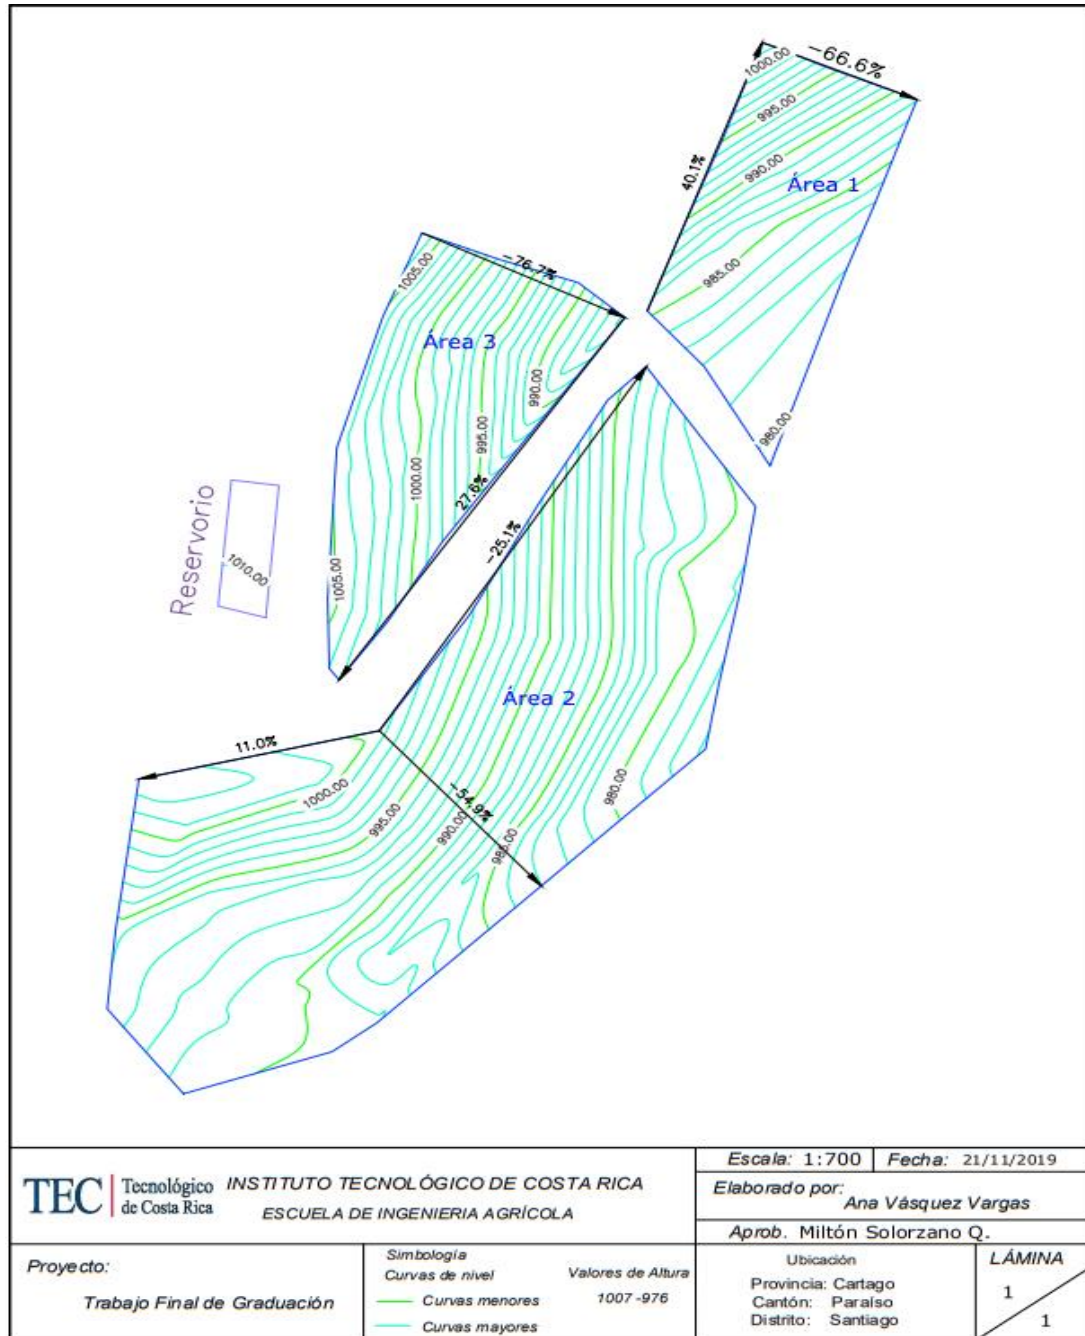 -66.6%
1000.00
995.00
40.1%
990.00
Área 1
985.00
980.00
-76.7%
1005.00
Área 3
990.00
995.00
1000.00
27.6%
1005.00
-25.1%
Reservorio
1010.00
Área 2
11.0%
1000.00
995.00
-54.9%
990.00
985.00
980.00
TEC Tecnológico de Costa Rica
INSTITUTO TECNOLÓGICO DE COSTA RICA
ESCUELA DE INGENIERIA AGRÍCOLA
Escala: 1:700 Fecha: 21/11/2019
Elaborado por:
Ana Vásquez Vargas
Aprob. Miltón Solorzano Q.
Proyecto:
Trabajo Final de Graduación
Simbología
Curvas de nivel
Curvas menores
Curvas mayores
Valores de Altura
1007 -976
Ubicación
Provincia: Cartago
Cantón: Paraíso
Distrito: Santiago
LÁMINA
1
1